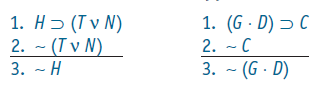 1. H ⊃ (T v N)
2. ~ (T v N)
3. ~ H
1. (G · D) ⊃ C
2. ~ C
3. ~ (G · D)